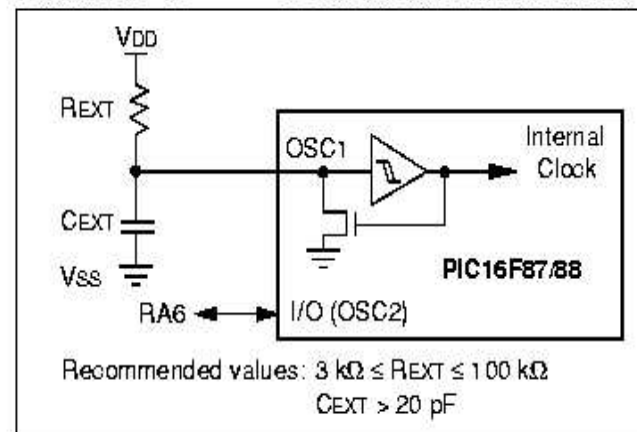 VDD
REXT
OSC1
Internal
Clock
CEXT
VSS
PIC16F87/88
RA6
I/O (OSC2)
Recommended values: 3 kΩ ≤ REXT ≤ 100 kΩ
CEXT > 20 pF